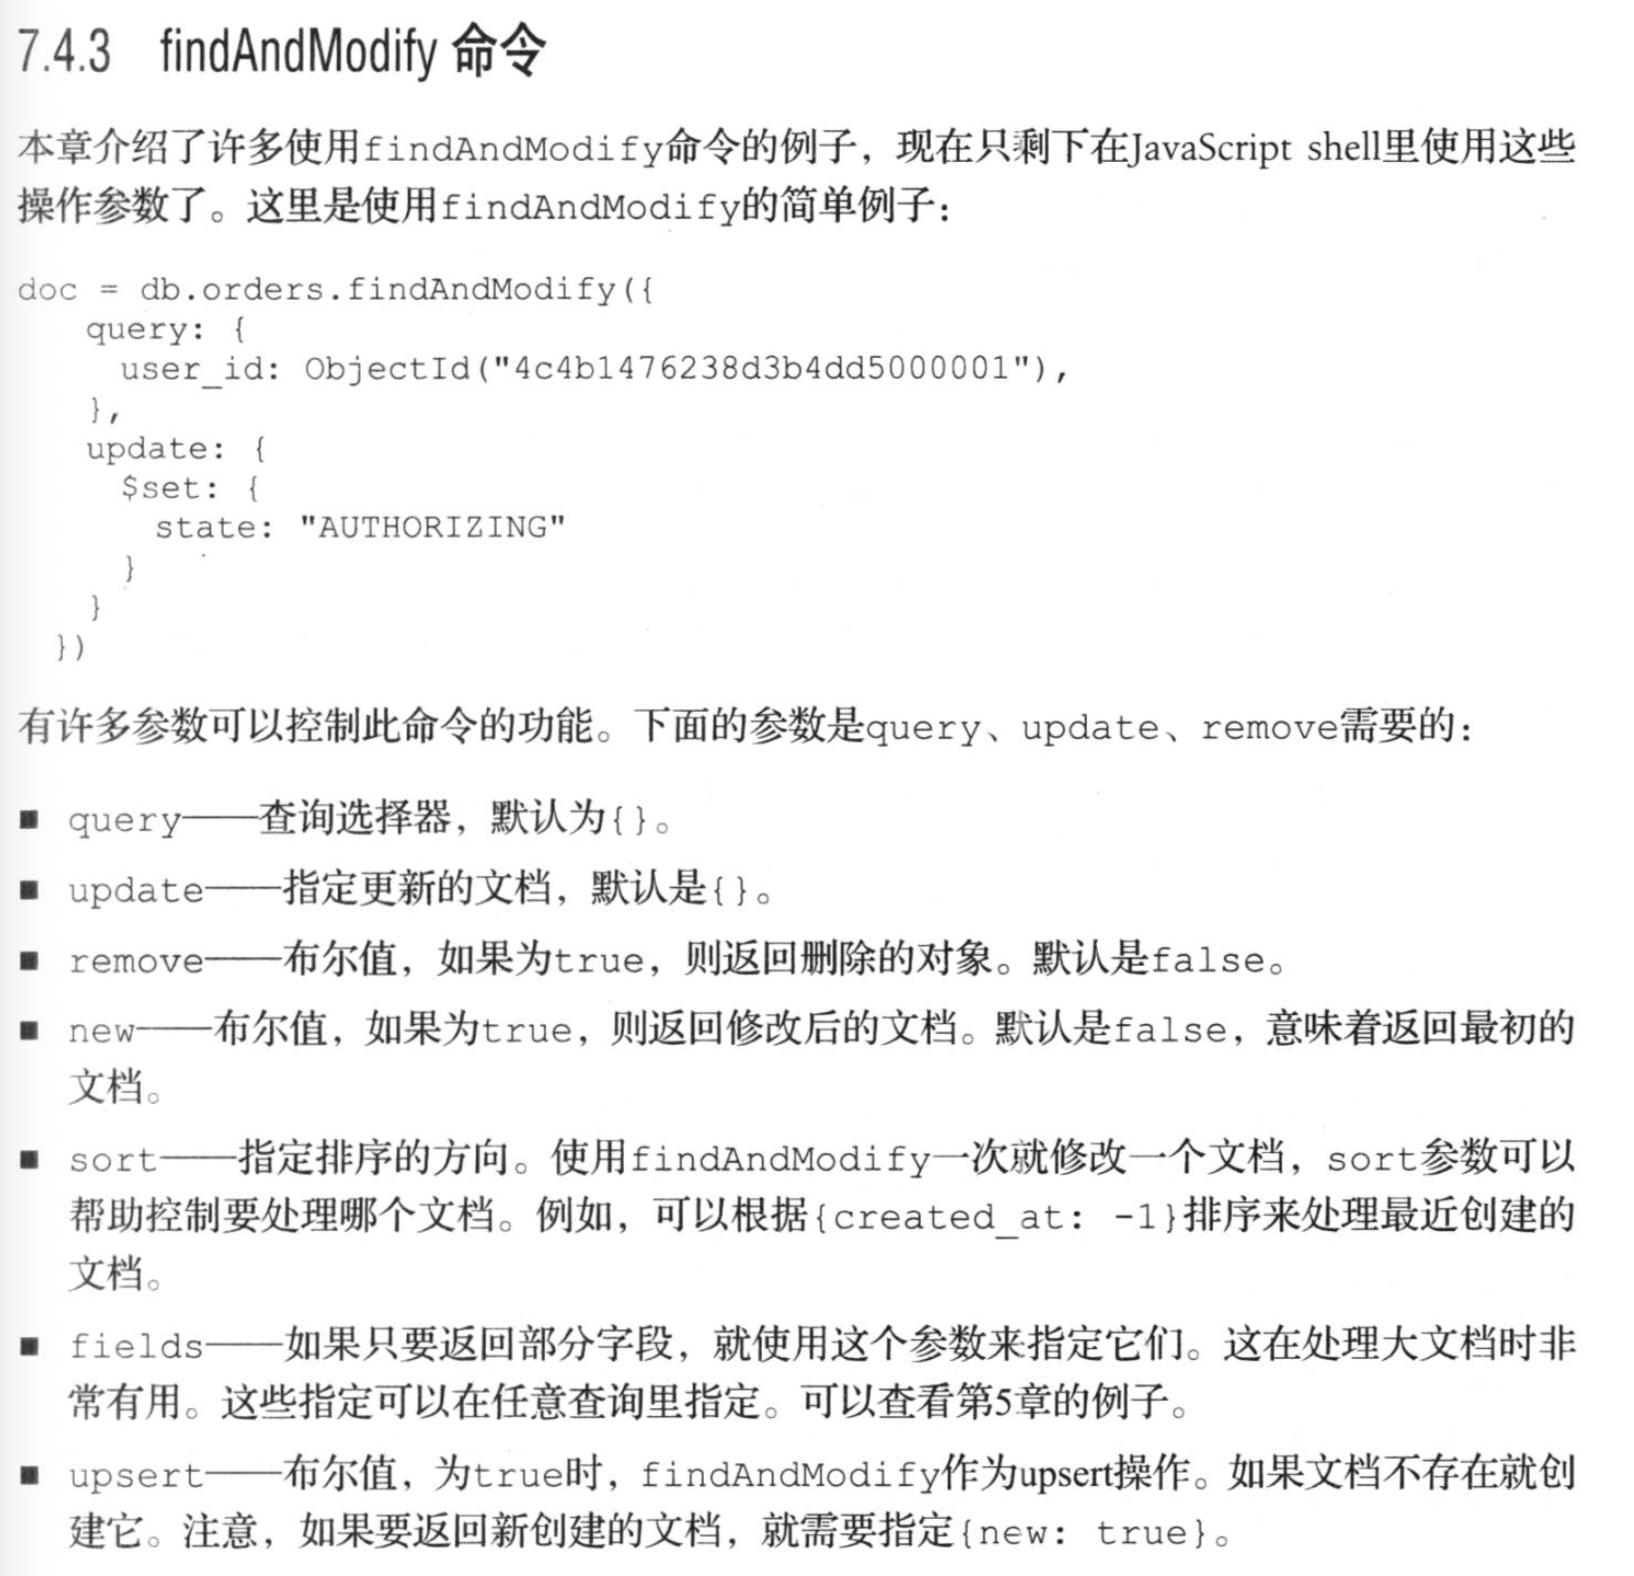 7.4.3 findAndModify 命令
本章介绍了许多使用findAndModify命令的例子，现在只剩下在JavaScript shell里使用这些
操作参数了。这里是使用findAndModify的简单例子：
doc = db.orders.findAndModify({
query: {
user_id: ObjectId("4c4b1476238d3b4dd5000001"),
},
update: {
$set: {
state: "AUTHORIZING"
}
}
})
有许多参数可以控制此命令的功能。下面的参数是query、update、remove需要的：
■ query——查询选择器，默认为{}。
■ update——指定更新的文档，默认是{}。
■ remove——布尔值，如果为true，则返回删除的对象。默认是false。
■ new——布尔值，如果为true，则返回修改后的文档。默认是false，意味着返回最初的
文档。
■ sort——指定排序的方向。使用findAndModify一次就修改一个文档，sort参数可以
帮助控制要处理哪个文档。例如，可以根据{created_at: -1}排序来处理最近创建的
文档。
■ fields——如果只要返回部分字段，就使用这个参数来指定它们。这在处理大文档时非
常有用。这些指定可以在任意查询里指定。可以查看第5章的例子。
■ upsert——布尔值，为true时，findAndModify作为upsert操作。如果文档不存在就创
建它。注意，如果要返回新创建的文档，就需要指定{new: true}。